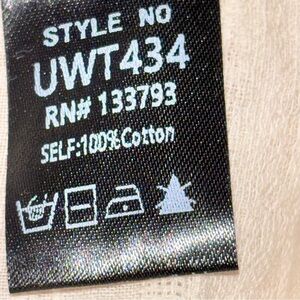 STYLE NO
UWT434
RN# 133793
SELF:100% Cotton